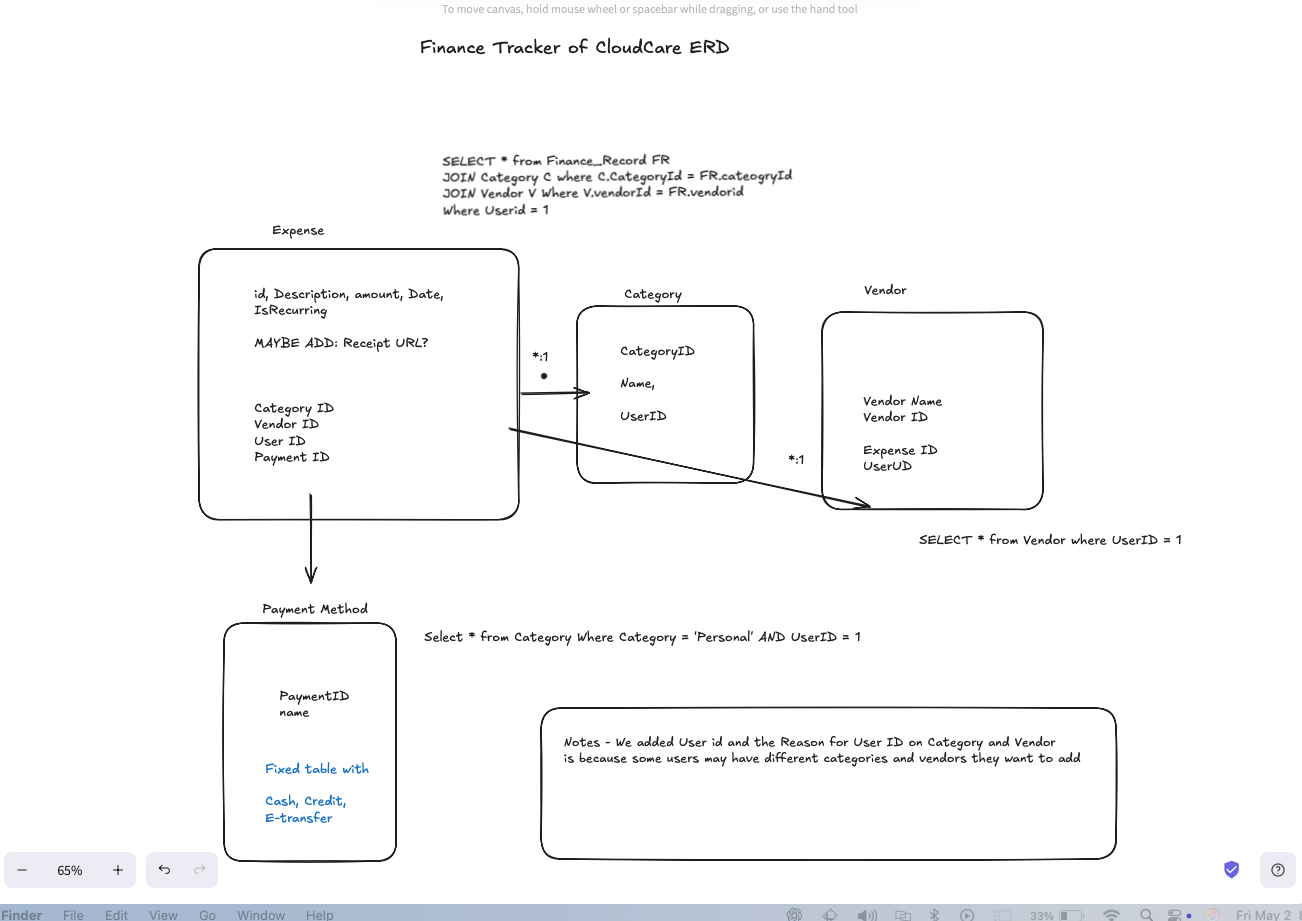 To move canvas, hold mouse wheel or spacebar while dragging, or use the hand tool
Finance Tracker of CloudCare ERD
SELECT * from Finance_Record FR
JOIN Category C where C.CategoryId = FR.cateogryId
JOIN Vendor V Where V.vendorId = FR.vendorid
Where Userid = 1
Expense
id, Description, amount, Date,
IsRecurring
MAYBE ADD: Receipt URL?
Category ID
Vendor ID
User ID
Payment ID
*:1
Category
CategoryID
Name,
UserID
*:1
Vendor
Vendor Name
Vendor ID
Expense ID
UserUD
SELECT * from Vendor where UserID = 1
Payment Method
PaymentID
name
Fixed table with
Cash, Credit,
E-transfer
Select * from Category Where Category = 'Personal' AND UserID = 1
Notes - We added User id and the Reason for User ID on Category and Vendor
is because some users may have different categories and vendors they want to add
65%
Finder File Edit View Go Window Help 33% Fri May 2